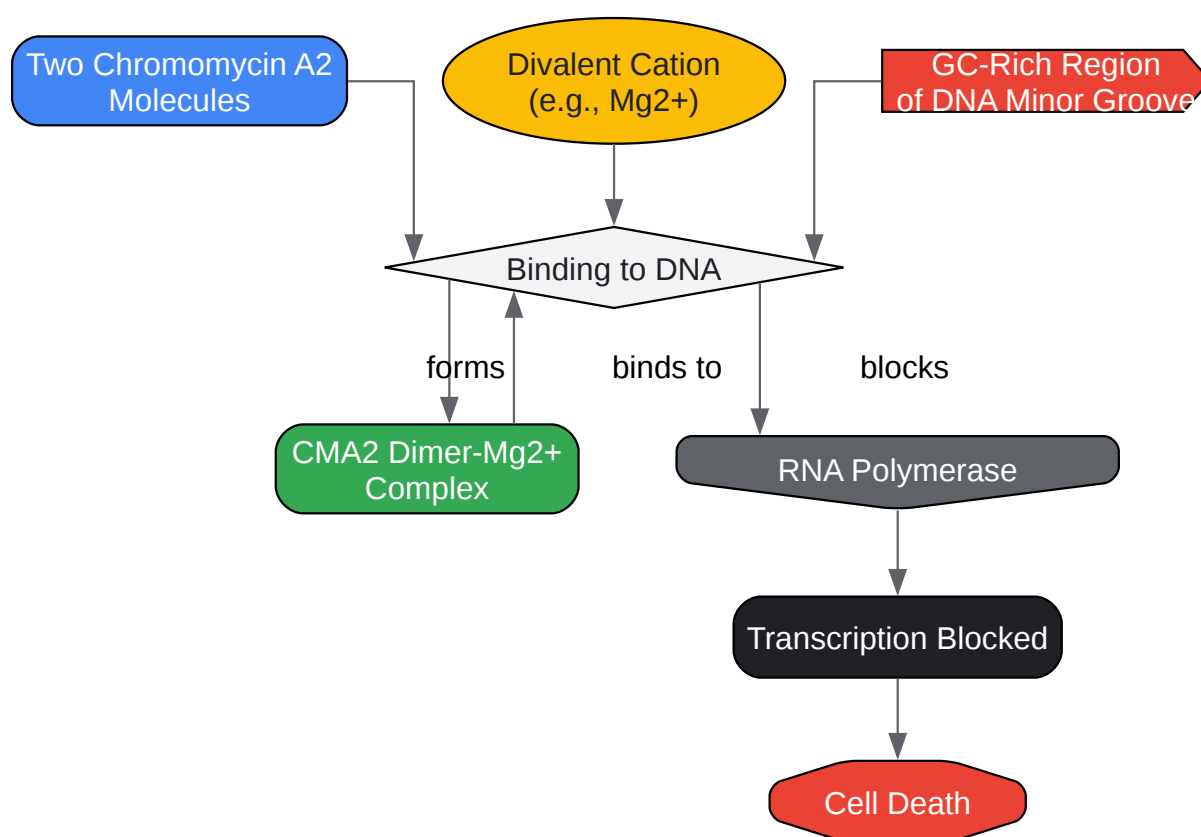 Two Chromomycin A2
Molecules
Divalent Cation
(e.g., Mg2+)
GC-Rich Region
of DNA Minor Groove
Binding to DNA
forms
binds to
blocks
CMA2 Dimer-Mg2+
Complex
RNA Polymerase
Transcription Blocked
Cell Death